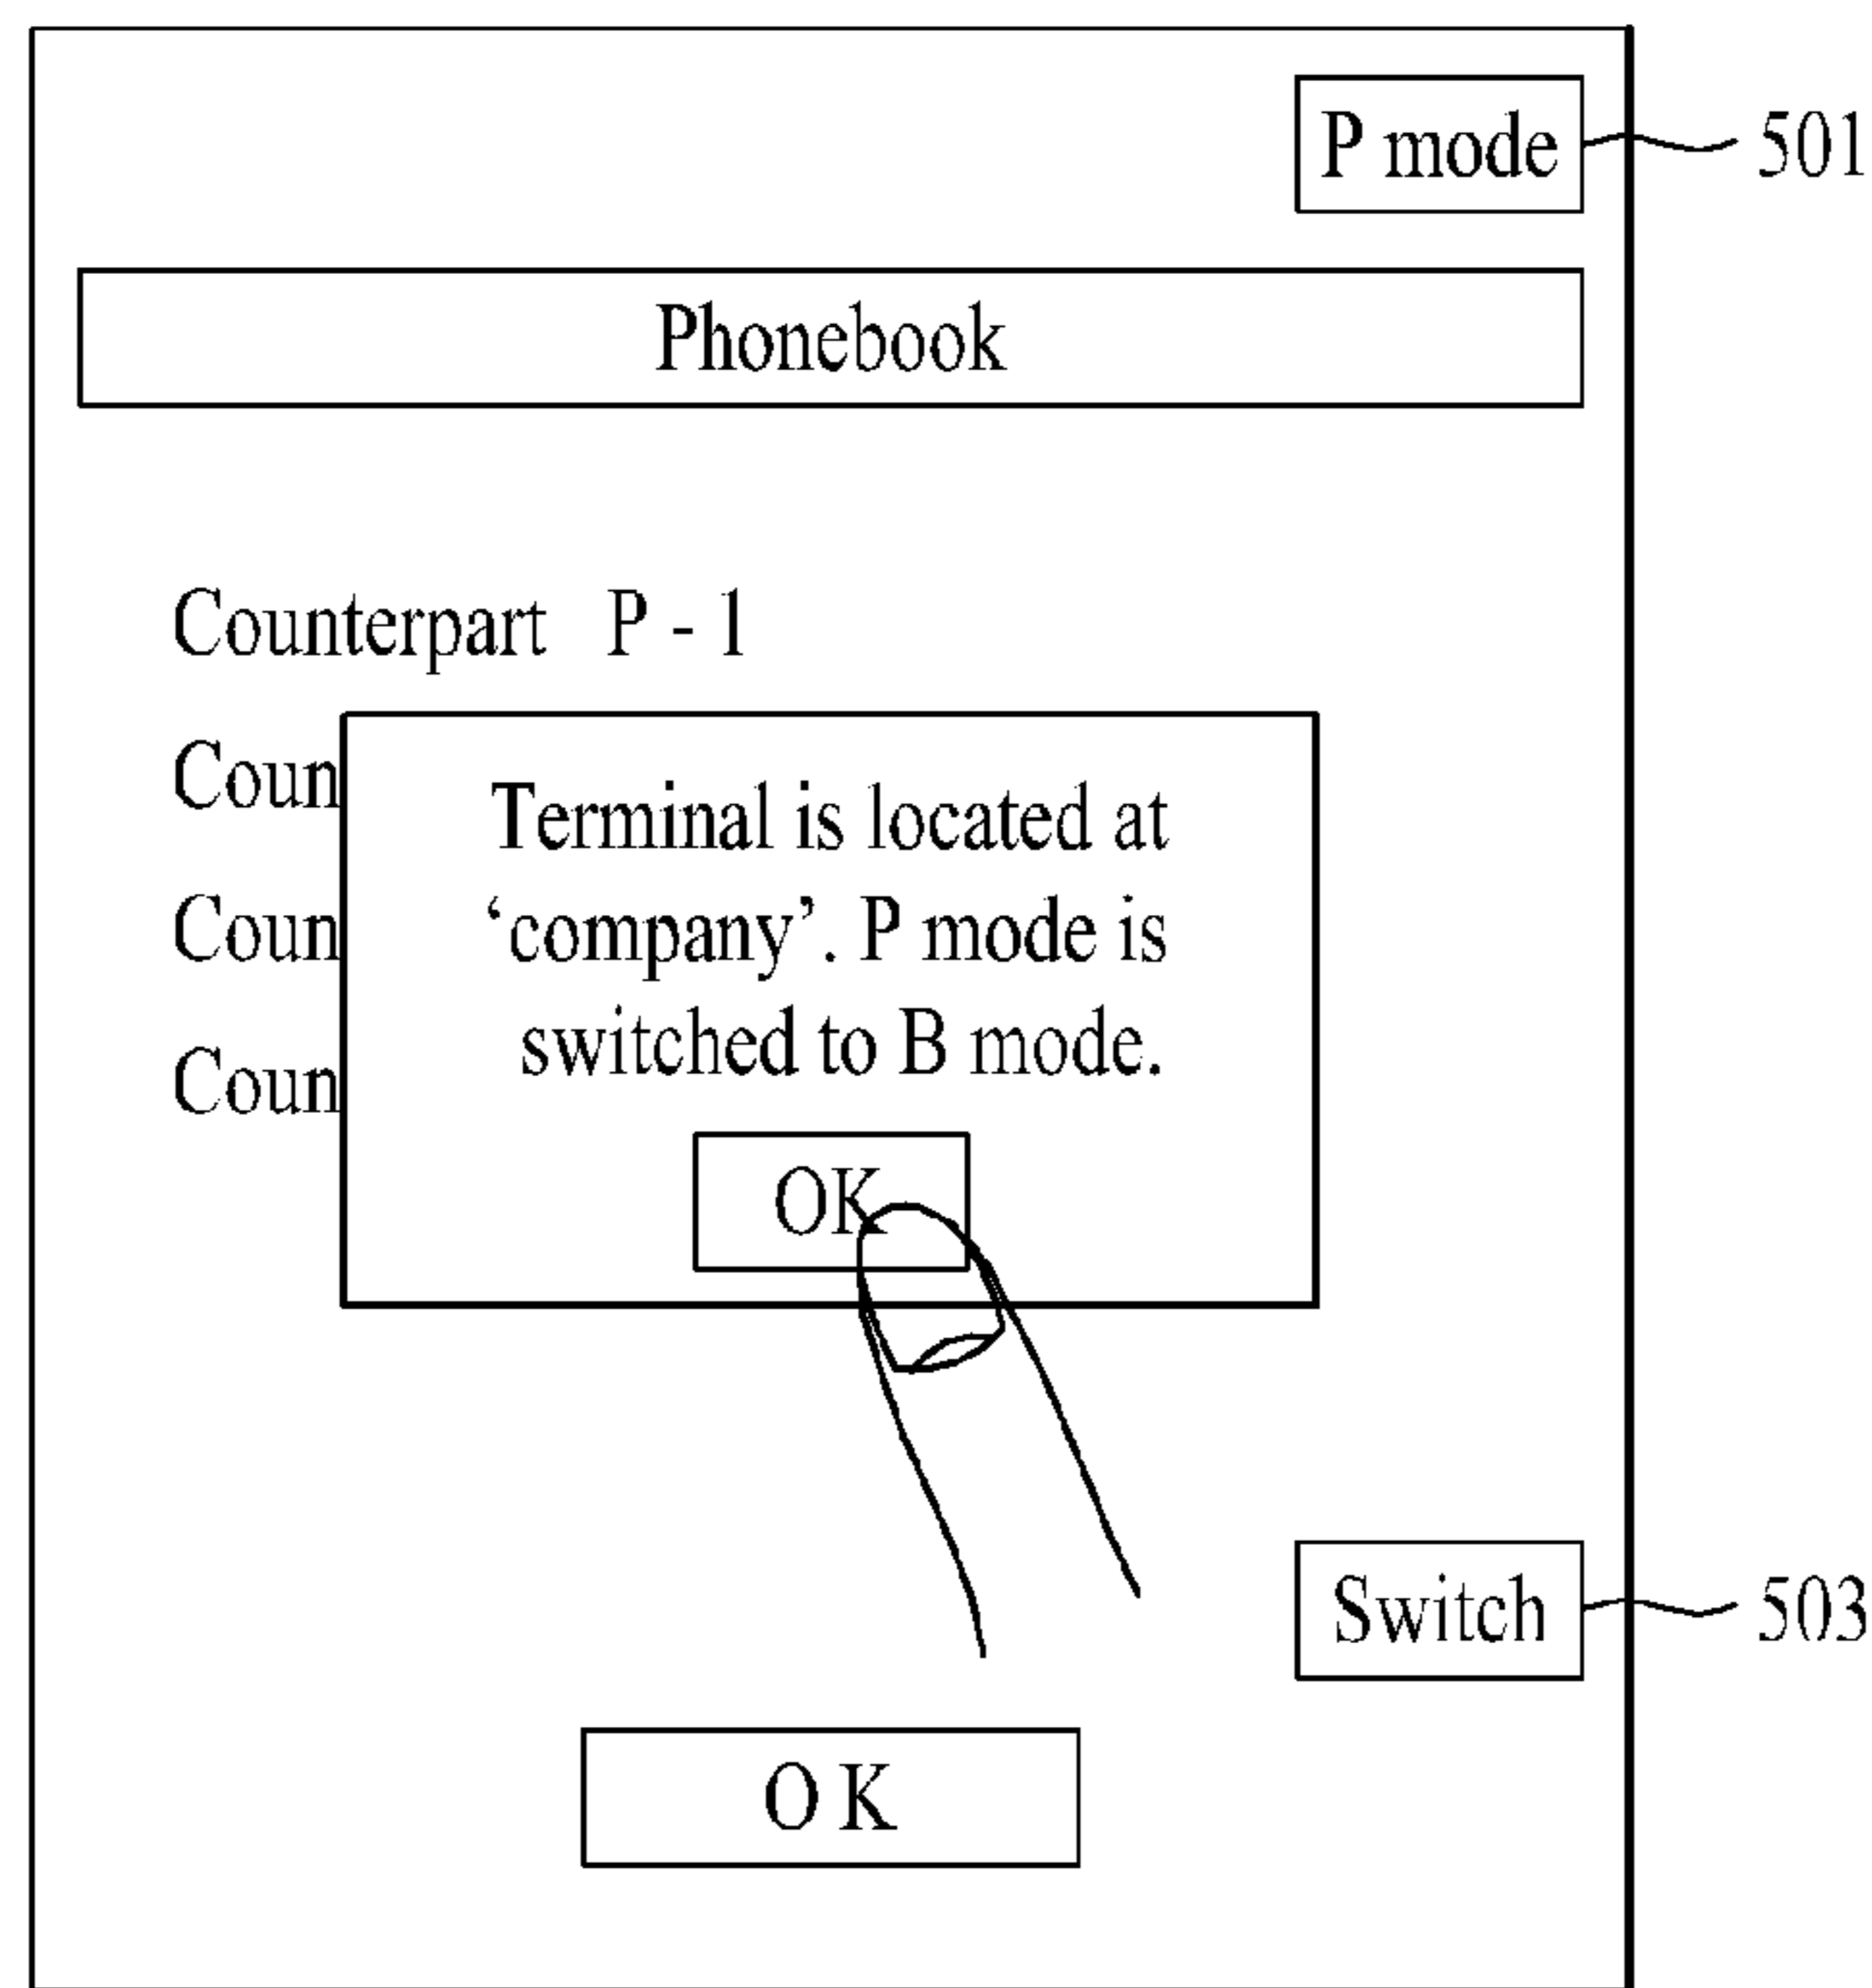 P mode 501
Phonebook
Counterpart P - 1
Coun
Terminal is located at
Coun
'company'. P mode is
switched to B mode.
Coun
OK
Switch 503
OK